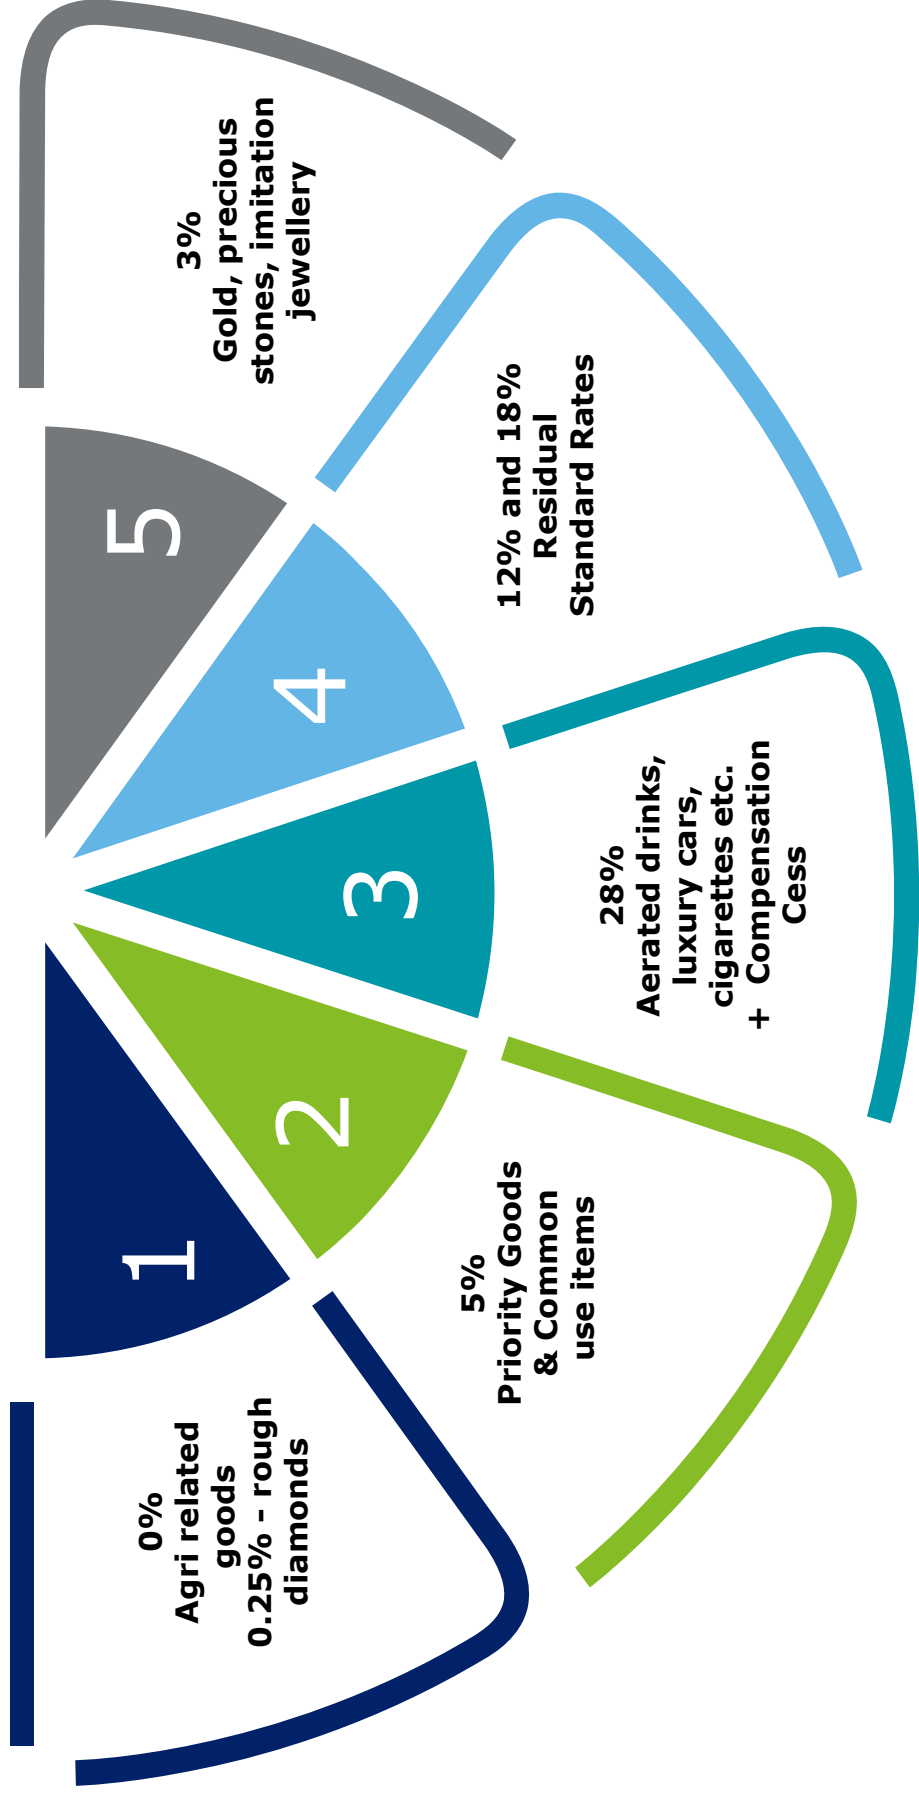 1
0%
Agri related
goods
0.25% – rough
diamonds
2
5%
Priority Goods
& Common
use items
3
28%
Aerated drinks,
luxury cars,
cigarettes etc.
+ Compensation
Cess
4
12% and 18%
Residual
Standard Rates
5
3%
Gold, precious
stones, imitation
jewellery